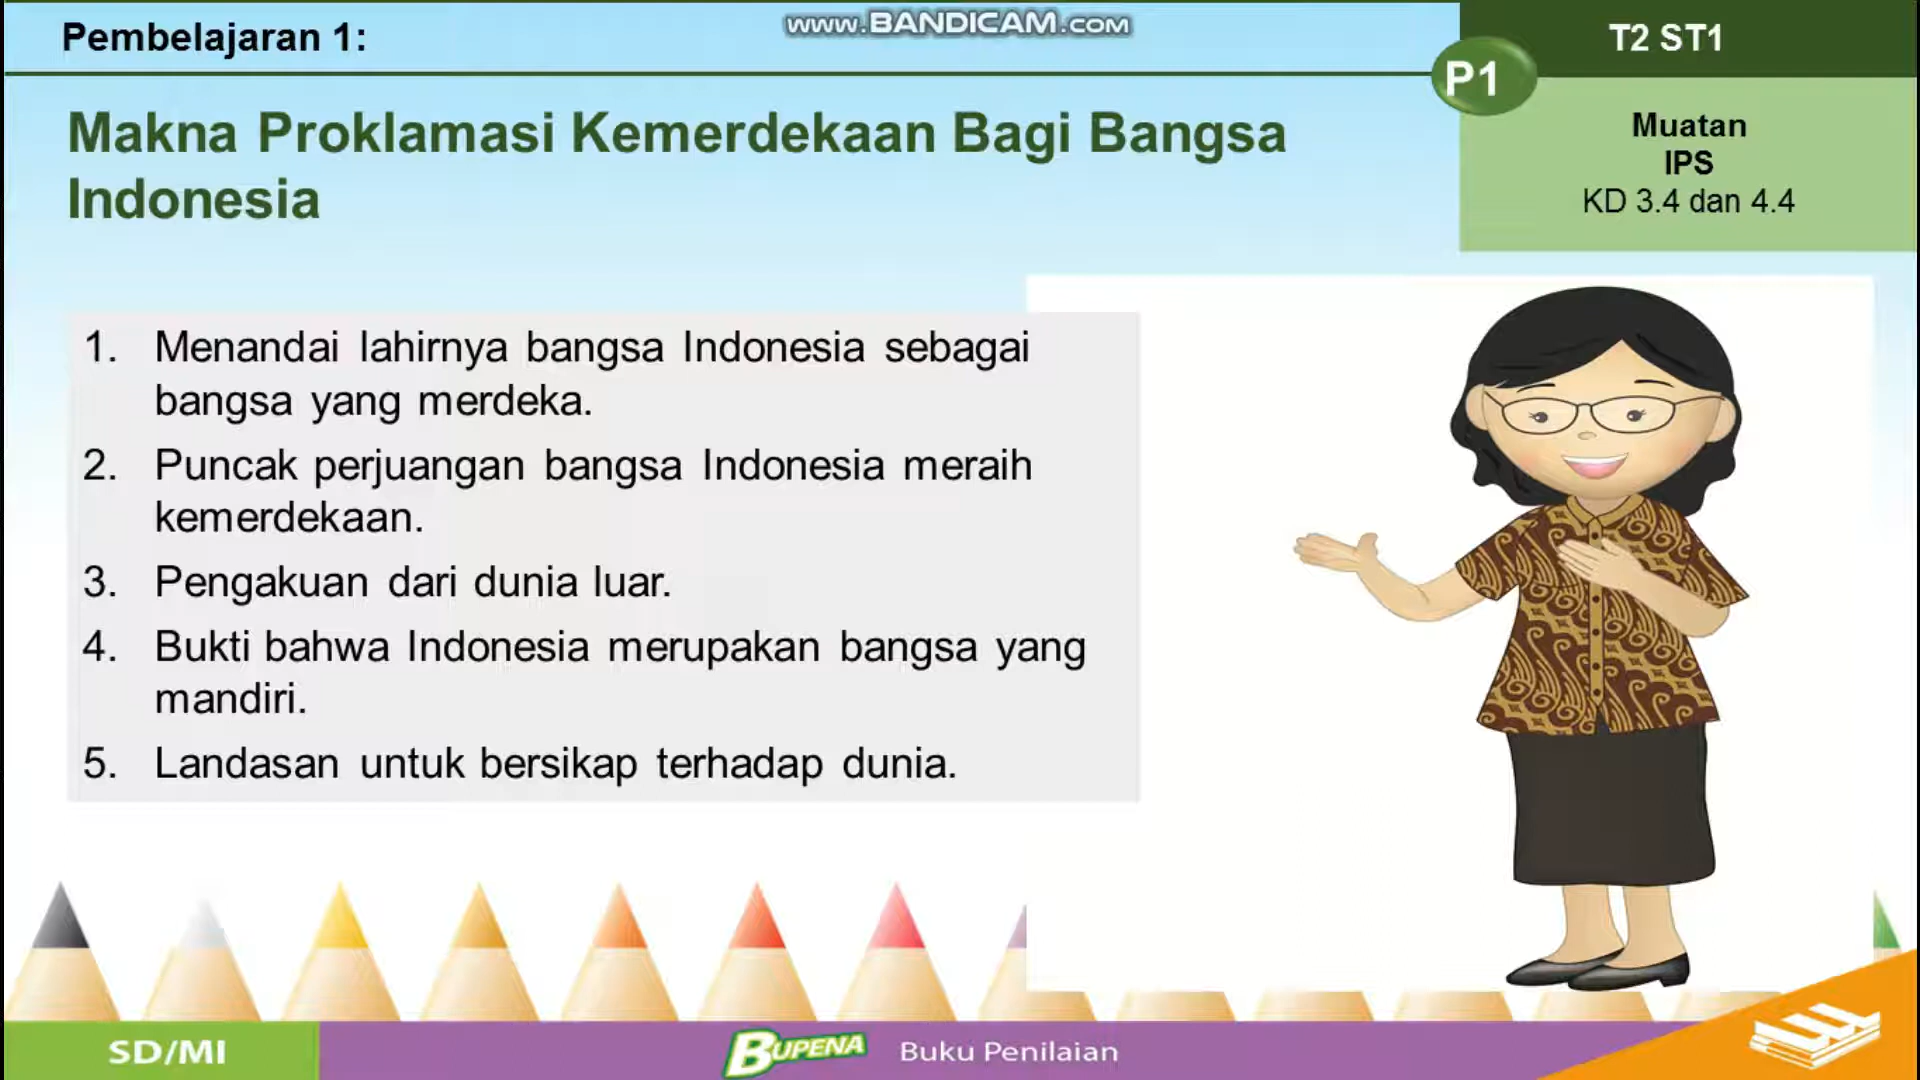 www.BANDICAM.com
Pembelajaran 1:
T2 ST1
P1
Makna Proklamasi Kemerdekaan Bagi Bangsa
Indonesia
Muatan
IPS
KD 3.4 dan 4.4
1. Menandai lahirnya bangsa Indonesia sebagai
bangsa yang merdeka.
2. Puncak perjuangan bangsa Indonesia meraih
kemerdekaan.
3. Pengakuan dari dunia luar.
4. Bukti bahwa Indonesia merupakan bangsa yang
mandiri.
5. Landasan untuk bersikap terhadap dunia.
SD/MI
BUPENA
Buku Penilaian